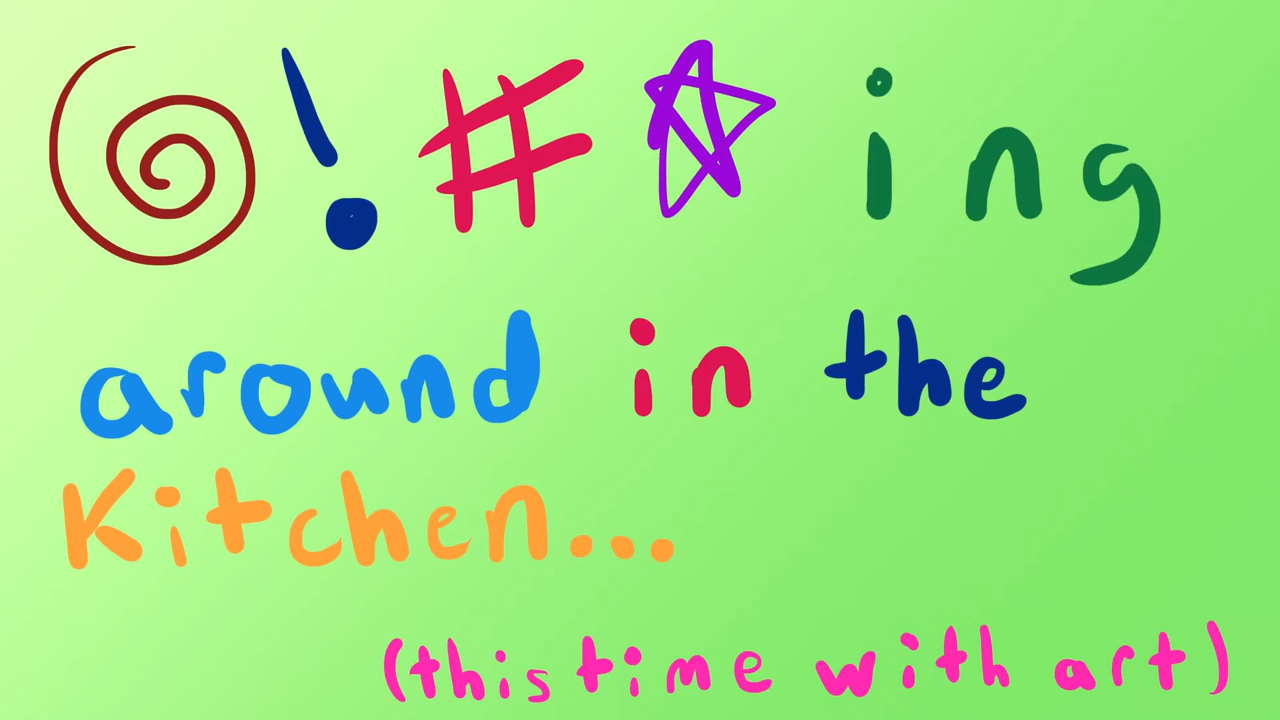 @!#☆ing
around in the
Kitchen...
(this time with art)